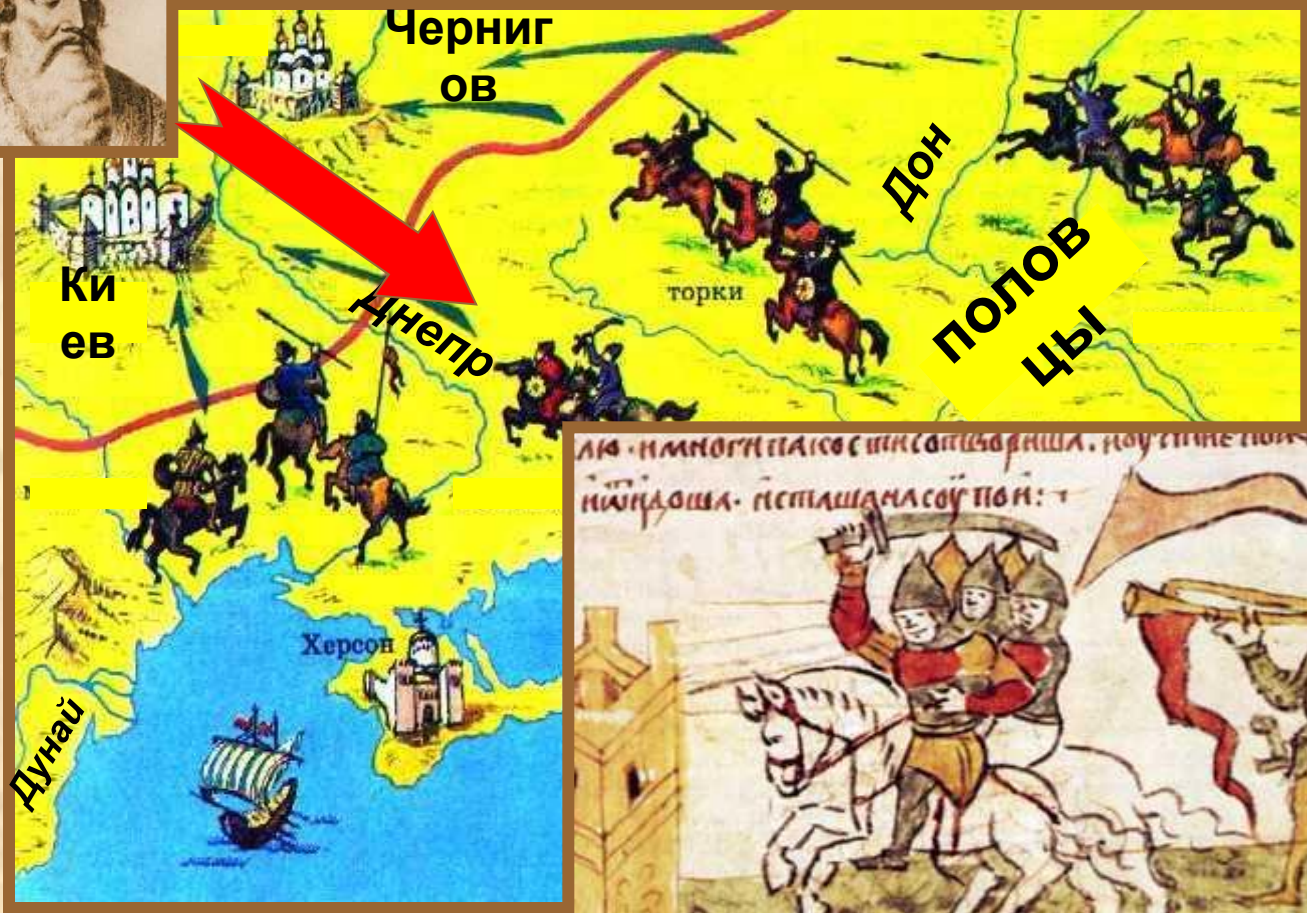 Черниг
ов
Дон
Ки
ев
Днепр
торки
ПОЛОВ
ЦЫ
Херсон
Дунай